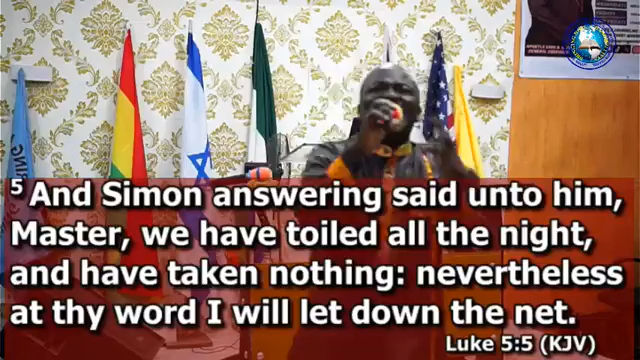 5 And Simon answering said unto him,
Master, we have toiled all the night,
and have taken nothing: nevertheless
at thy word I will let down the net.
Luke 5:5 (KJV)